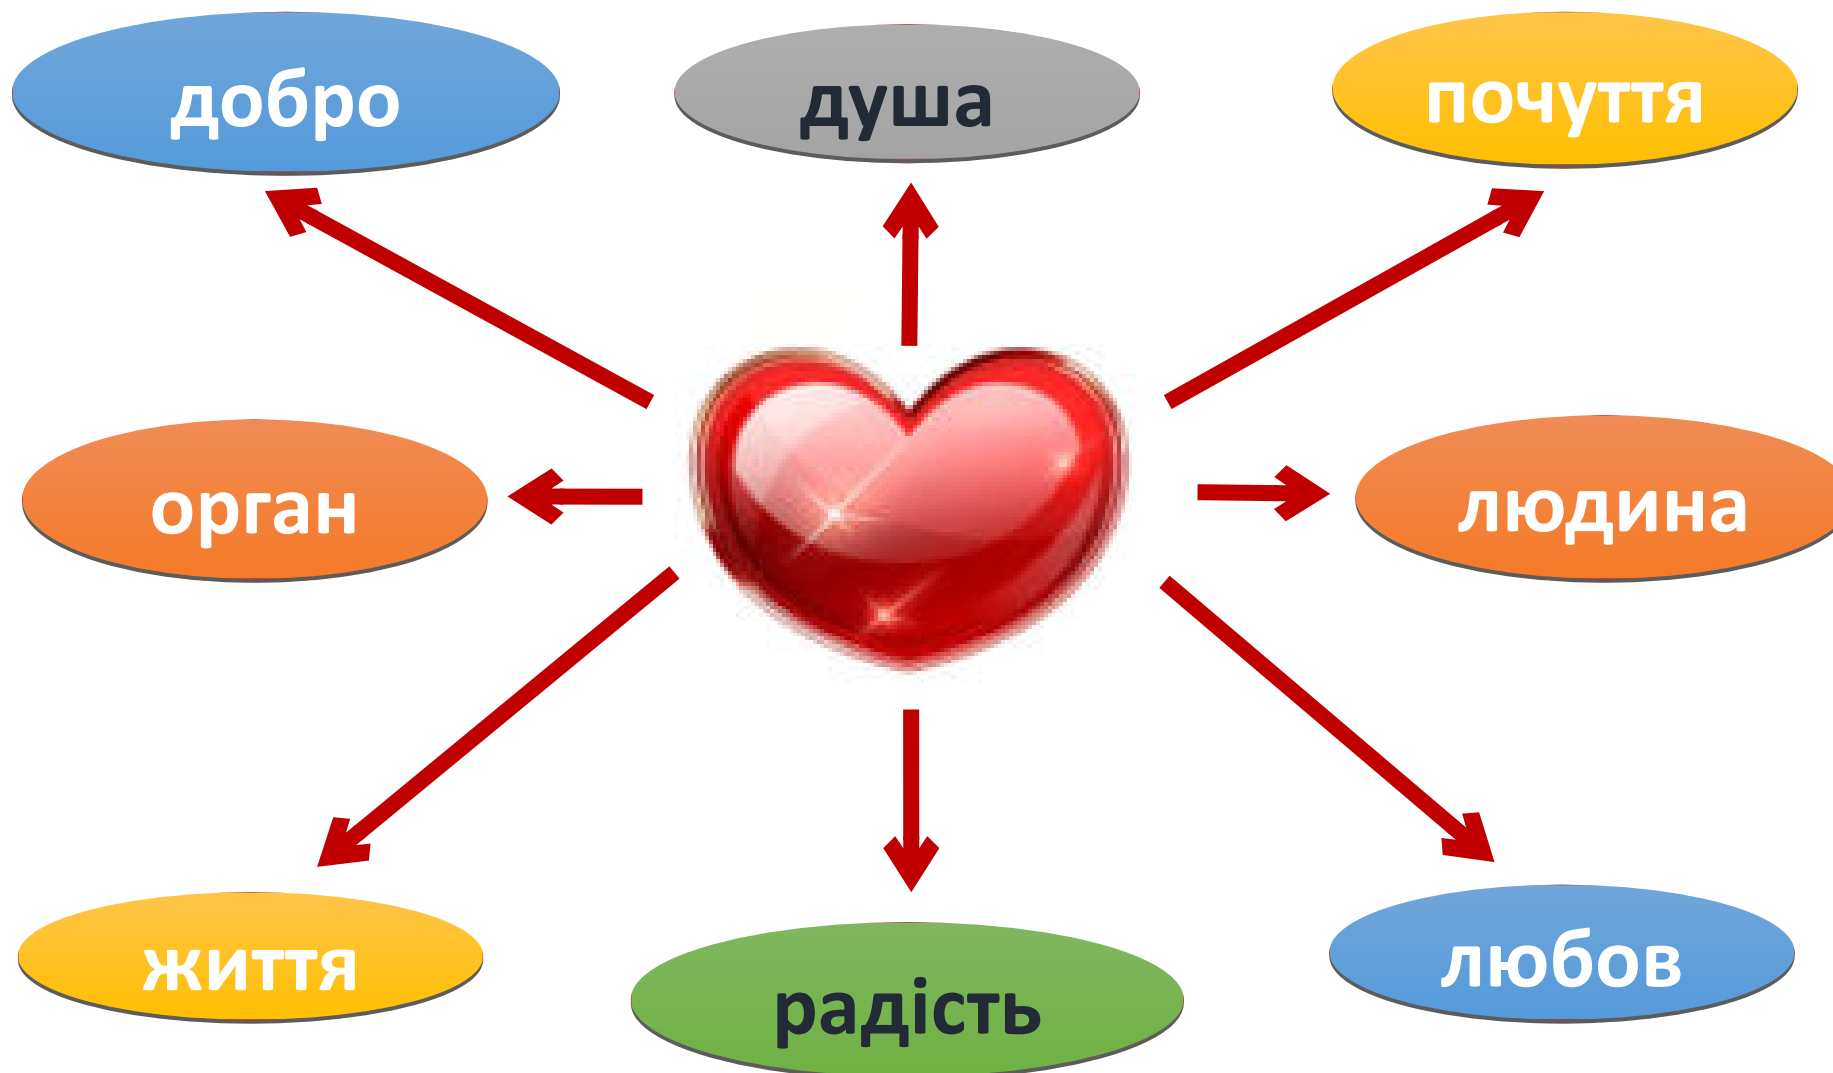 добро
душа
почуття
орган
людина
життя
радість
любов